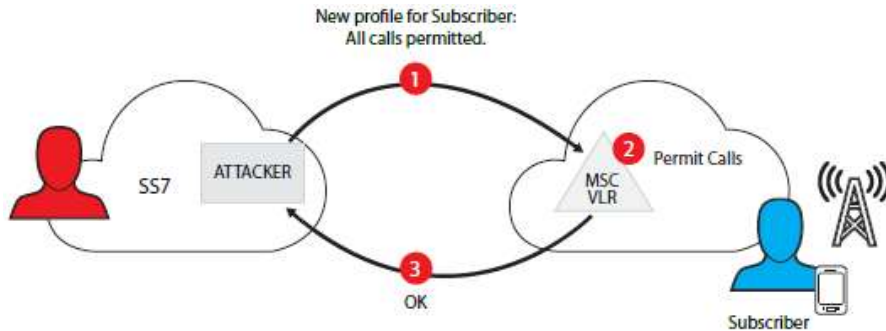 New profile for Subscriber:
All calls permitted.
1
2
Permit Calls
SS7
ATTACKER
MSC
VLR
3
OK
Subscriber